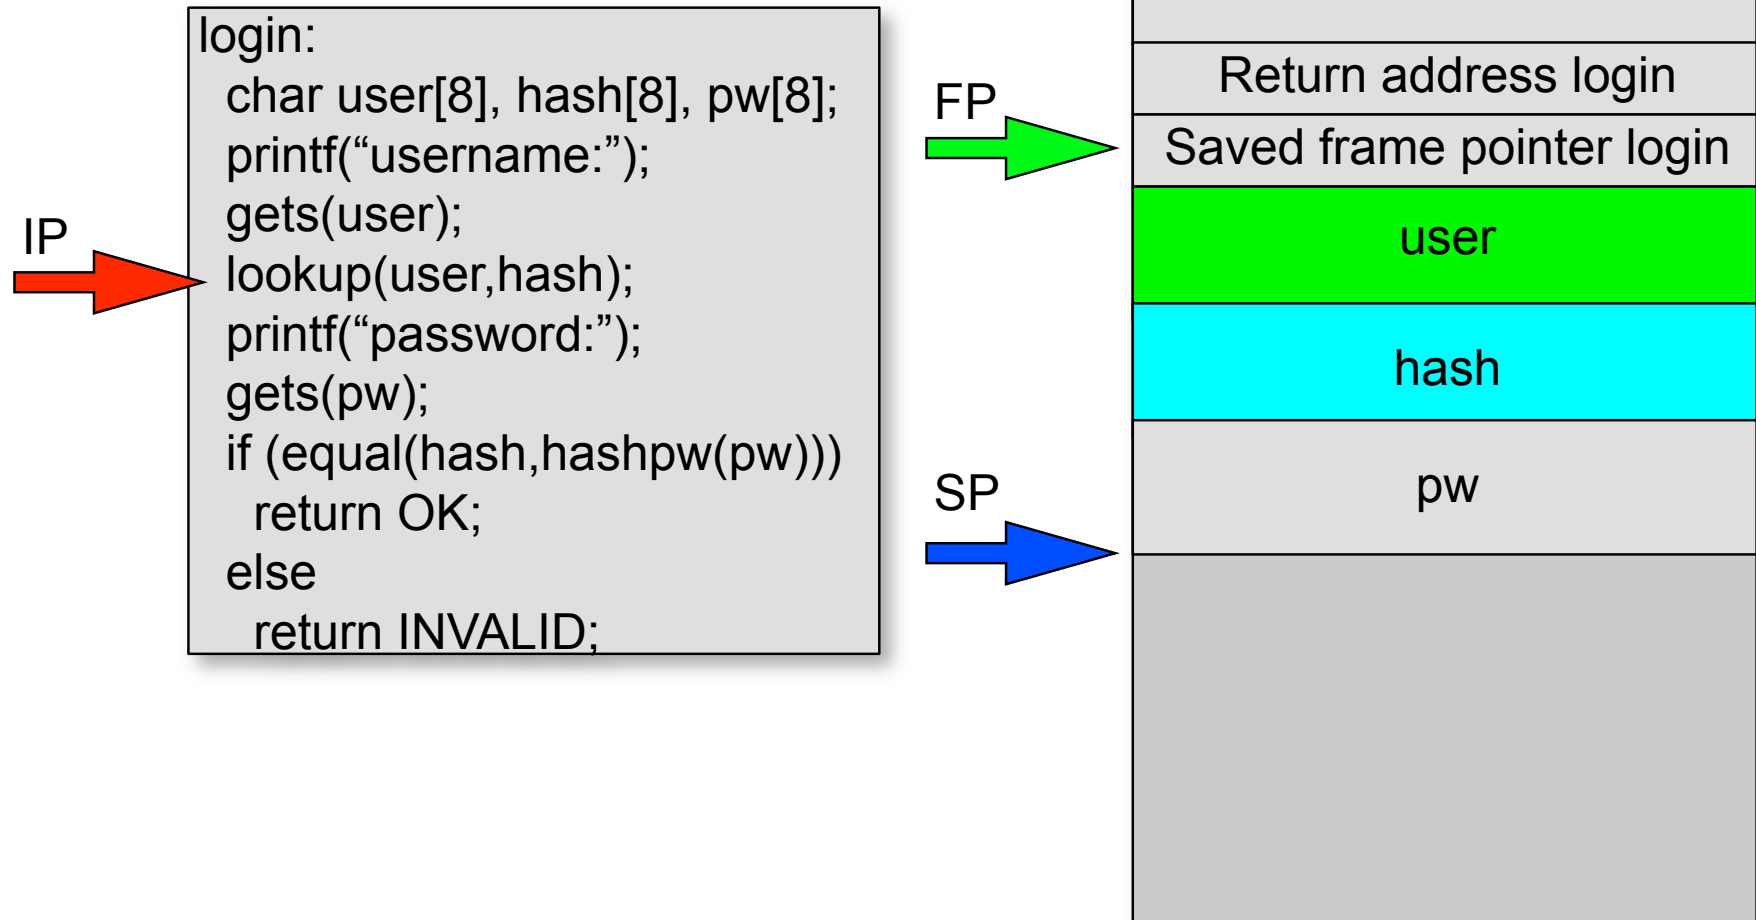 login:
char user[8], hash[8], pw[8];
printf(“username:”);
gets(user);
lookup(user,hash);
printf(“password:”);
gets(pw);
if (equal(hash,hashpw(pw)))
return OK;
else
return INVALID;
IP
FP
SP
Return address login
Saved frame pointer login
user
hash
pw